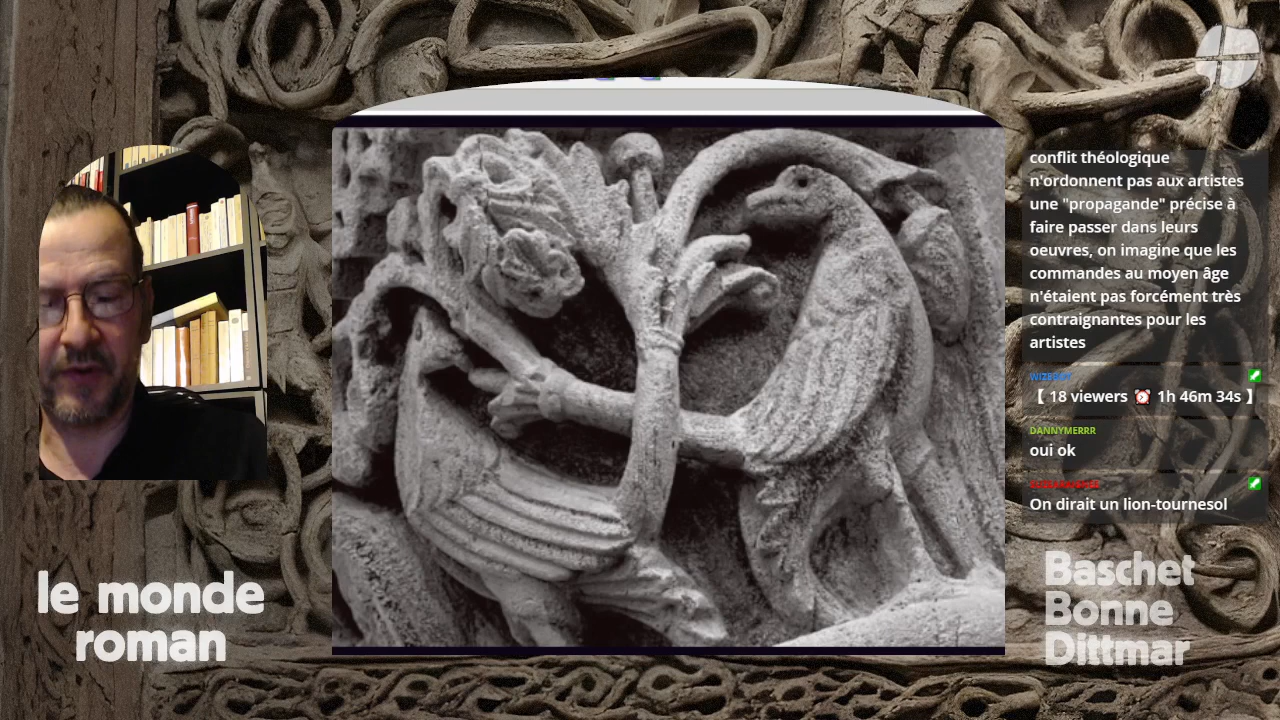 conflit théologique
n'ordonnent pas aux artistes
une "propagande" précise à
faire passer dans leurs
oeuvres, on imagine que les
commandes au moyen âge
n'étaient pas forcément très
contraignantes pour les
artistes
【 18 viewers ⏰ 1h 46m 34s 】
DANNYMERRR
oui ok
On dirait un lion-tournesol
le monde
roman
Baschet
Bonne
Dittmar